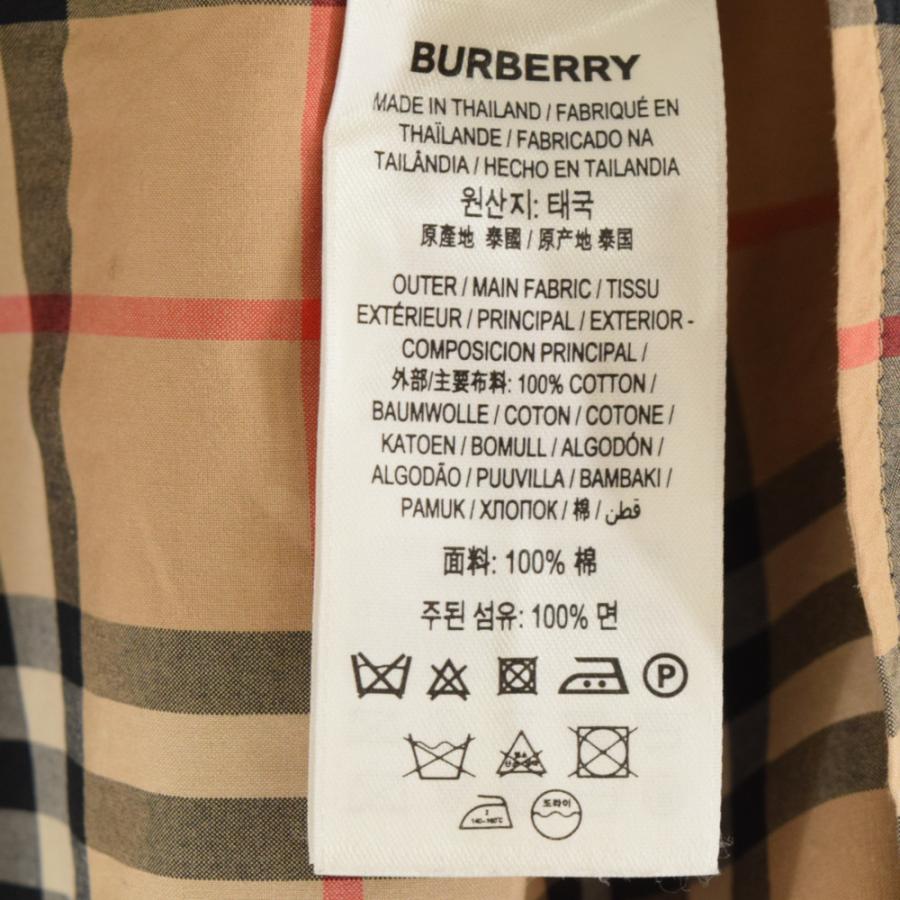 BURBERRY
MADE IN THAILAND / FABRIQUÉ EN
THAÏLANDE / FABRICADO NA
TAILÂNDIA / HECHO EN TAILANDIA
원산지: 태국
原產地 泰國 / 原产地 泰国
OUTER / MAIN FABRIC / TISSU
EXTÉRIEUR / PRINCIPAL / EXTERIOR -
COMPOSICION PRINCIPAL /
外部/主要布料: 100% COTTON /
BAUMWOLLE / COTON / COTONE /
KATOEN / BOMULL / ALGODÓN /
ALGODÃO / PUUVILLA / BAMBAKI /
PAMUK / ХЛОПОК / 棉 / قطن
面料: 100% 棉
주된 섬유: 100% 면
P
드라이
2
140~160℃